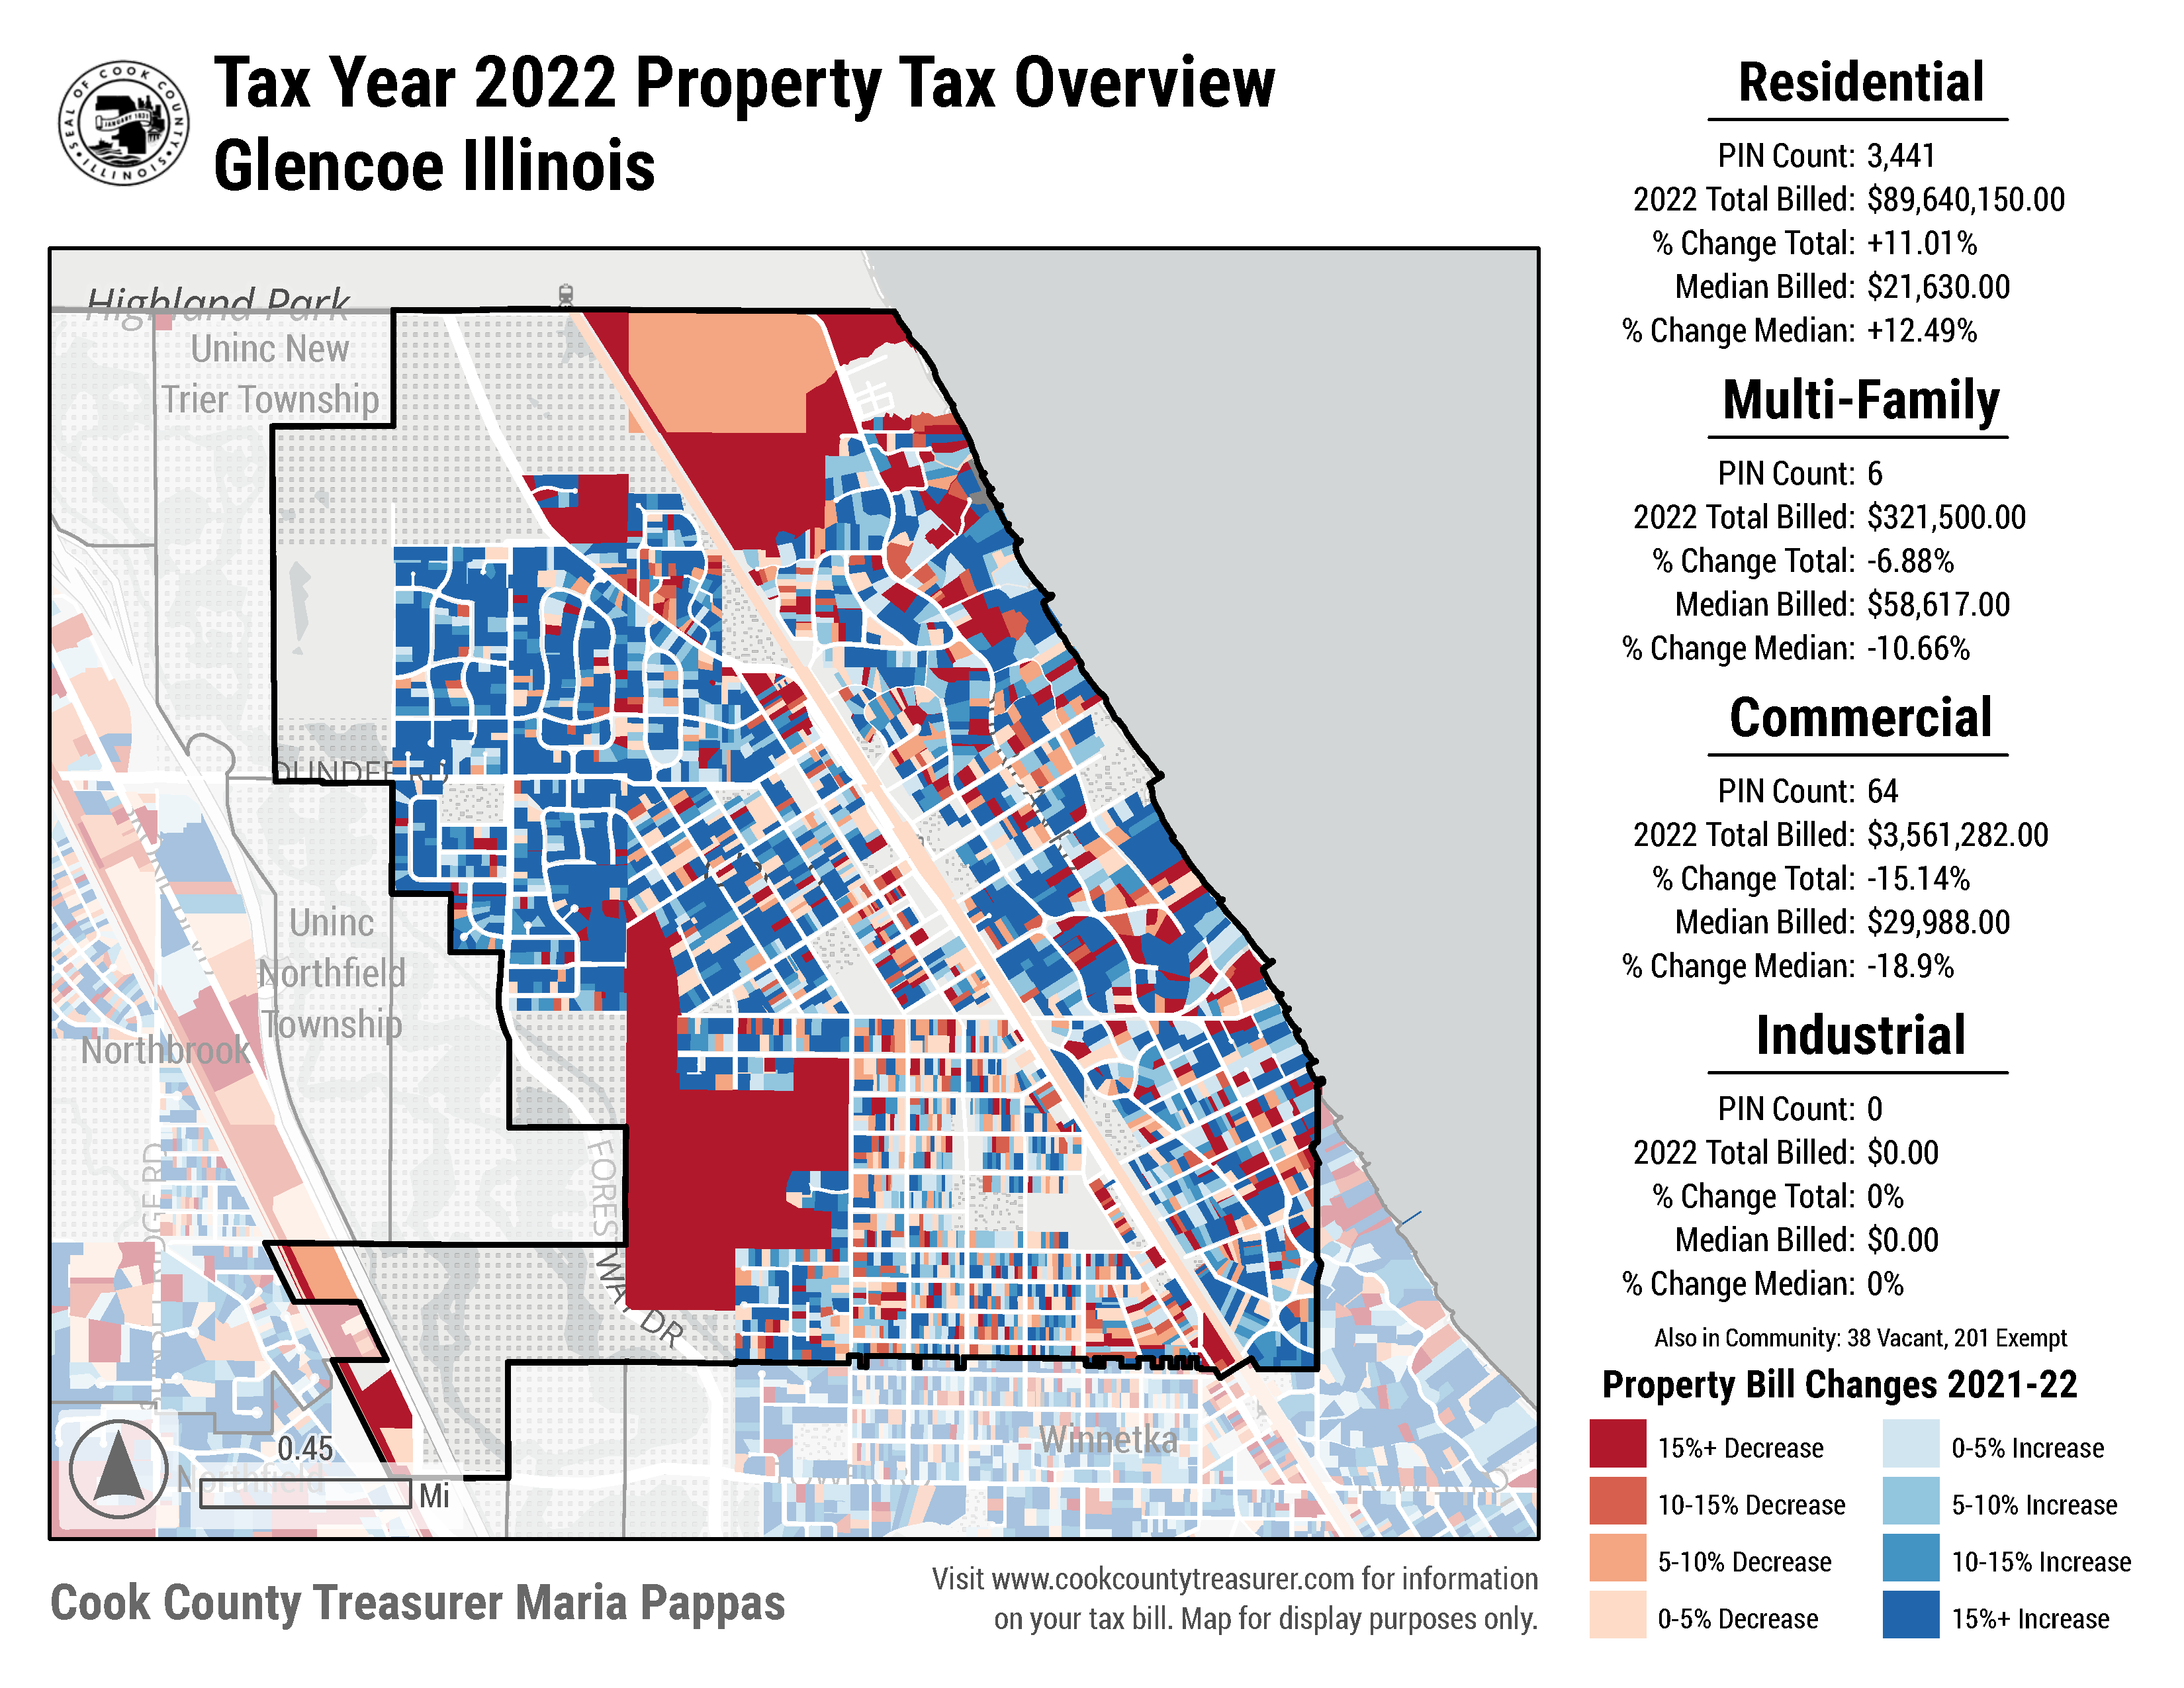 SEAL OF COOK COUNTY
JANUARY 1831
ILLINOIS
Tax Year 2022 Property Tax Overview
Glencoe Illinois
Highland Park
Uninc New
Trier Township
DUNDEE RD
Uninc
Northfield
Township
Northbrook
FOREST WAY DR
Winnetka
TOWER RD
TOWER RD
Northfield
0.45
Mi
Cook County Treasurer Maria Pappas
Visit www.cookcountytreasurer.com for information
on your tax bill. Map for display purposes only.
Residential
PIN Count: 3,441
2022 Total Billed: $89,640,150.00
% Change Total: +11.01%
Median Billed: $21,630.00
% Change Median: +12.49%
Multi-Family
PIN Count: 6
2022 Total Billed: $321,500.00
% Change Total: -6.88%
Median Billed: $58,617.00
% Change Median: -10.66%
Commercial
PIN Count: 64
2022 Total Billed: $3,561,282.00
% Change Total: -15.14%
Median Billed: $29,988.00
% Change Median: -18.9%
Industrial
PIN Count: 0
2022 Total Billed: $0.00
% Change Total: 0%
Median Billed: $0.00
% Change Median: 0%
Also in Community: 38 Vacant, 201 Exempt
Property Bill Changes 2021-22
15%+ Decrease
10-15% Decrease
5-10% Decrease
0-5% Decrease
0-5% Increase
5-10% Increase
10-15% Increase
15%+ Increase